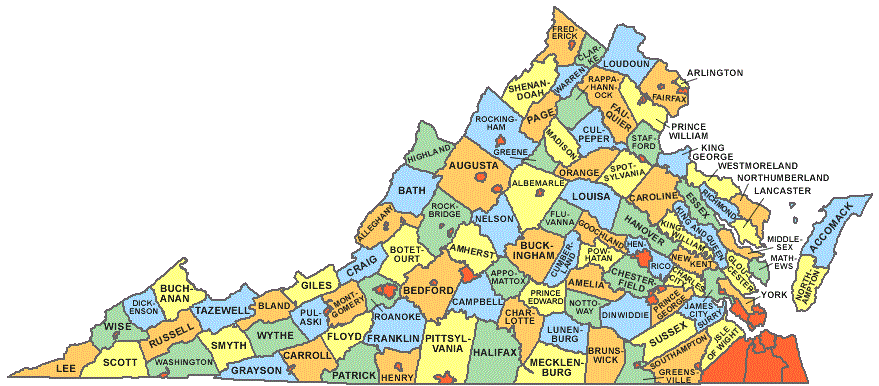 FRED-
ERICK
CLAR-
KE
LOUDOUN
WARREN
SHENAN-
DOAH
RAPPA-
HANN-
OCK
ARLINGTON
FAIRFAX
PAGE
FAU-
QUIER
ROCKING-
HAM
PRINCE
WILLIAM
CUL-
PEPER
MADISON
STAF-
FORD
HIGHLAND
GREENE
KING
GEORGE
AUGUSTA
ORANGE
SPOT-
SYLVANIA
WESTMORELAND
NORTHUMBERLAND
LANCASTER
BATH
ALBEMARLE
LOUISA
CAROLINE
ESSEX
RICHMOND
ROCK-
BRIDGE
ALLEGHANY
NELSON
FLU-
VANNA
GOOCHLAND
HANOVER
KING
WILLIAM
KING AND QUEEN
ACCOMACK
MIDDLE-
SEX
MATH-
EWS
GLOU-
CESTER
CRAIG
BOTET-
OURT
AMHERST
BUCK-
INGHAM
CUMBER-
LAND
POW-
HATAN
HEN-
RICO
NEW
KENT
CHARLES
CITY
YORK
NORTH-
AMPTON
APPO-
MATTOX
CHESTER-
FIELD
BUCH-
ANAN
DICK-
ENSON
GILES
BLAND
TAZEWELL
MONT-
GOMERY
BEDFORD
CAMPBELL
PRINCE
EDWARD
AMELIA
NOTTO-
WAY
PRINCE
GEORGE
JAMES
CITY
SURRY
WISE
RUSSELL
PUL-
ASKI
ROANOKE
FRANKLIN
CHAR-
LOTTE
LUNEN-
BURG
DINWIDDIE
SUSSEX
ISLE
OF WIGHT
LEE
SCOTT
WASHINGTON
SMYTH
WYTHE
FLOYD
PITTSYL-
VANIA
HALIFAX
MECKLEN-
BURG
BRUNS-
WICK
SOUTHAMPTON
GREENS-
VILLE
GRAYSON
CARROLL
PATRICK
HENRY